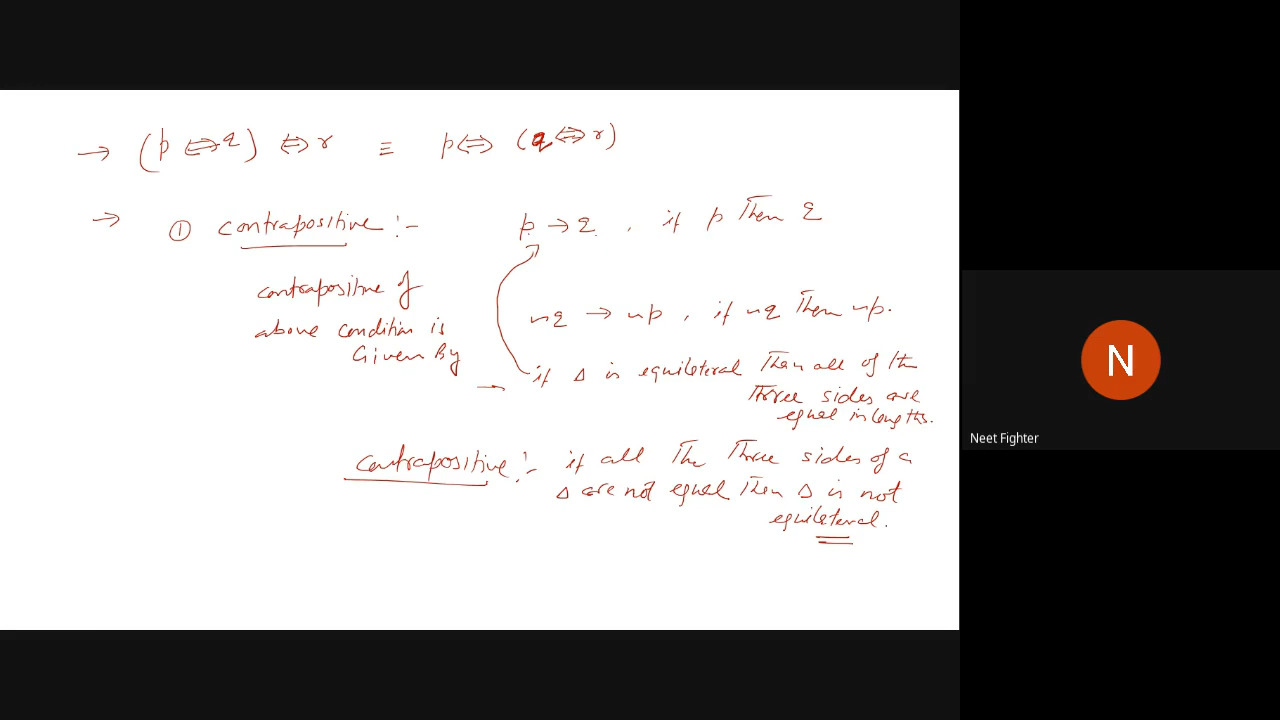 → (p ⇔ q) ⇔ r ≡ p ⇔ (q ⇔ r)
→ ① contrapositive :- p → q , if p Then q
contrapositive of
above condition is
Given By
~q → ~p , if ~q Then ~p.
→ if Δ is equilateral Then all of the
Three sides are
equal in lengths.
contrapositive :- if all The Three sides of a
Δ are not equal Then Δ is not
equilateral.
N
Neet Fighter